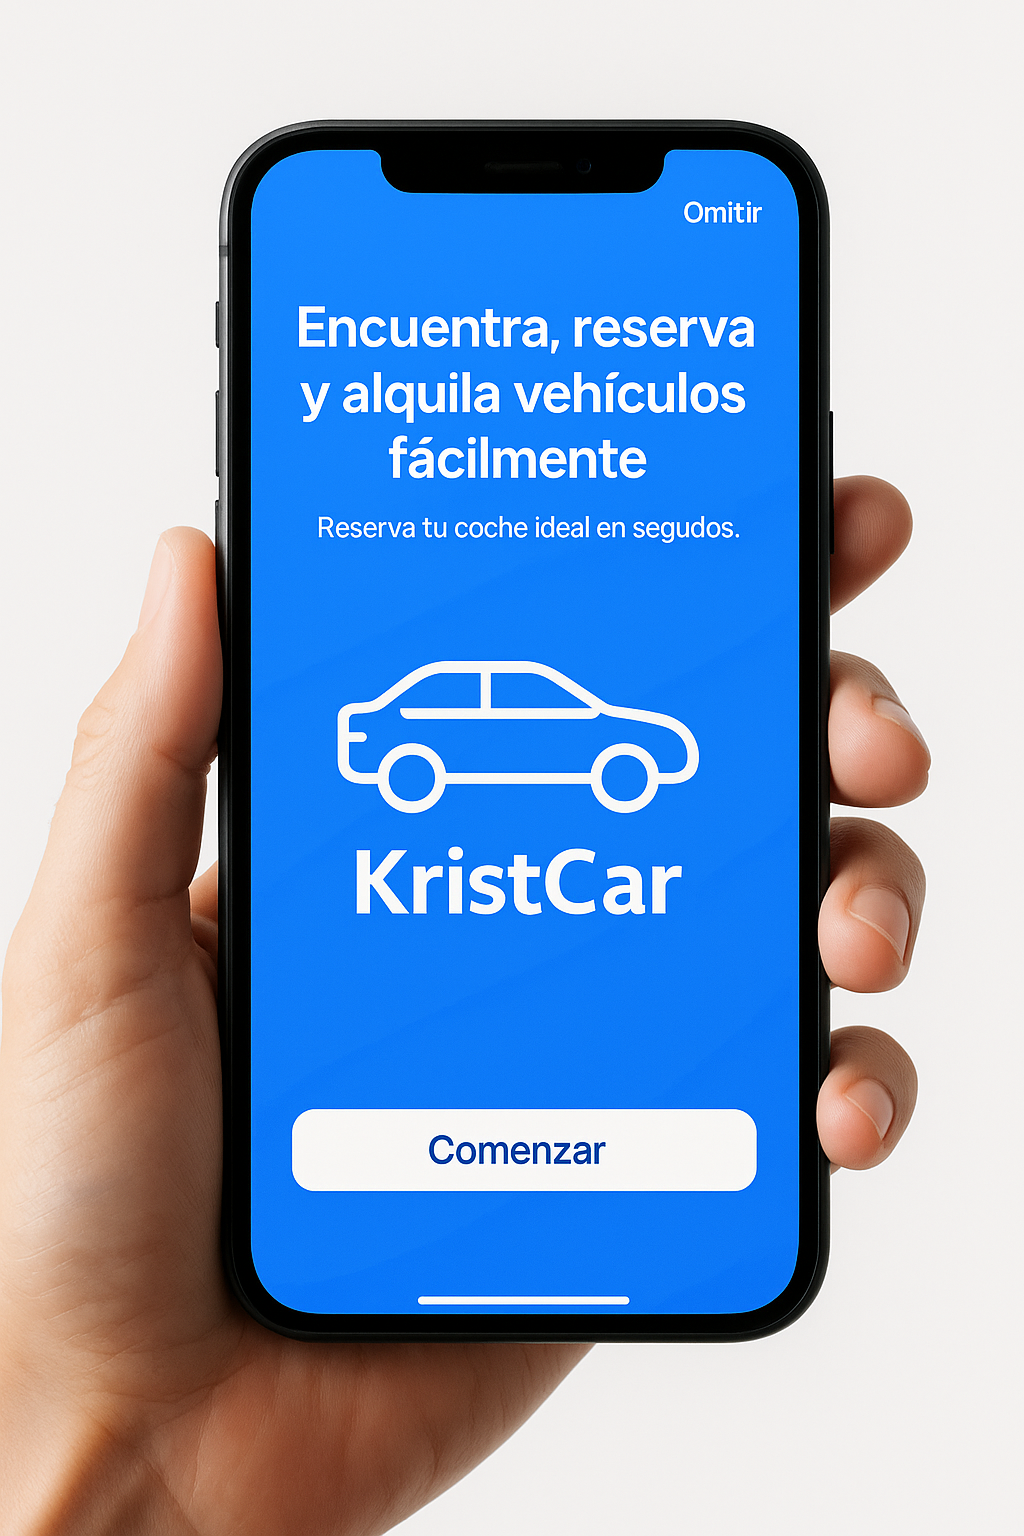 Omitir
Encuentra, reserva
y alquila vehículos
fácilmente
Reserva tu coche ideal en segudos.
KristCar
Comenzar